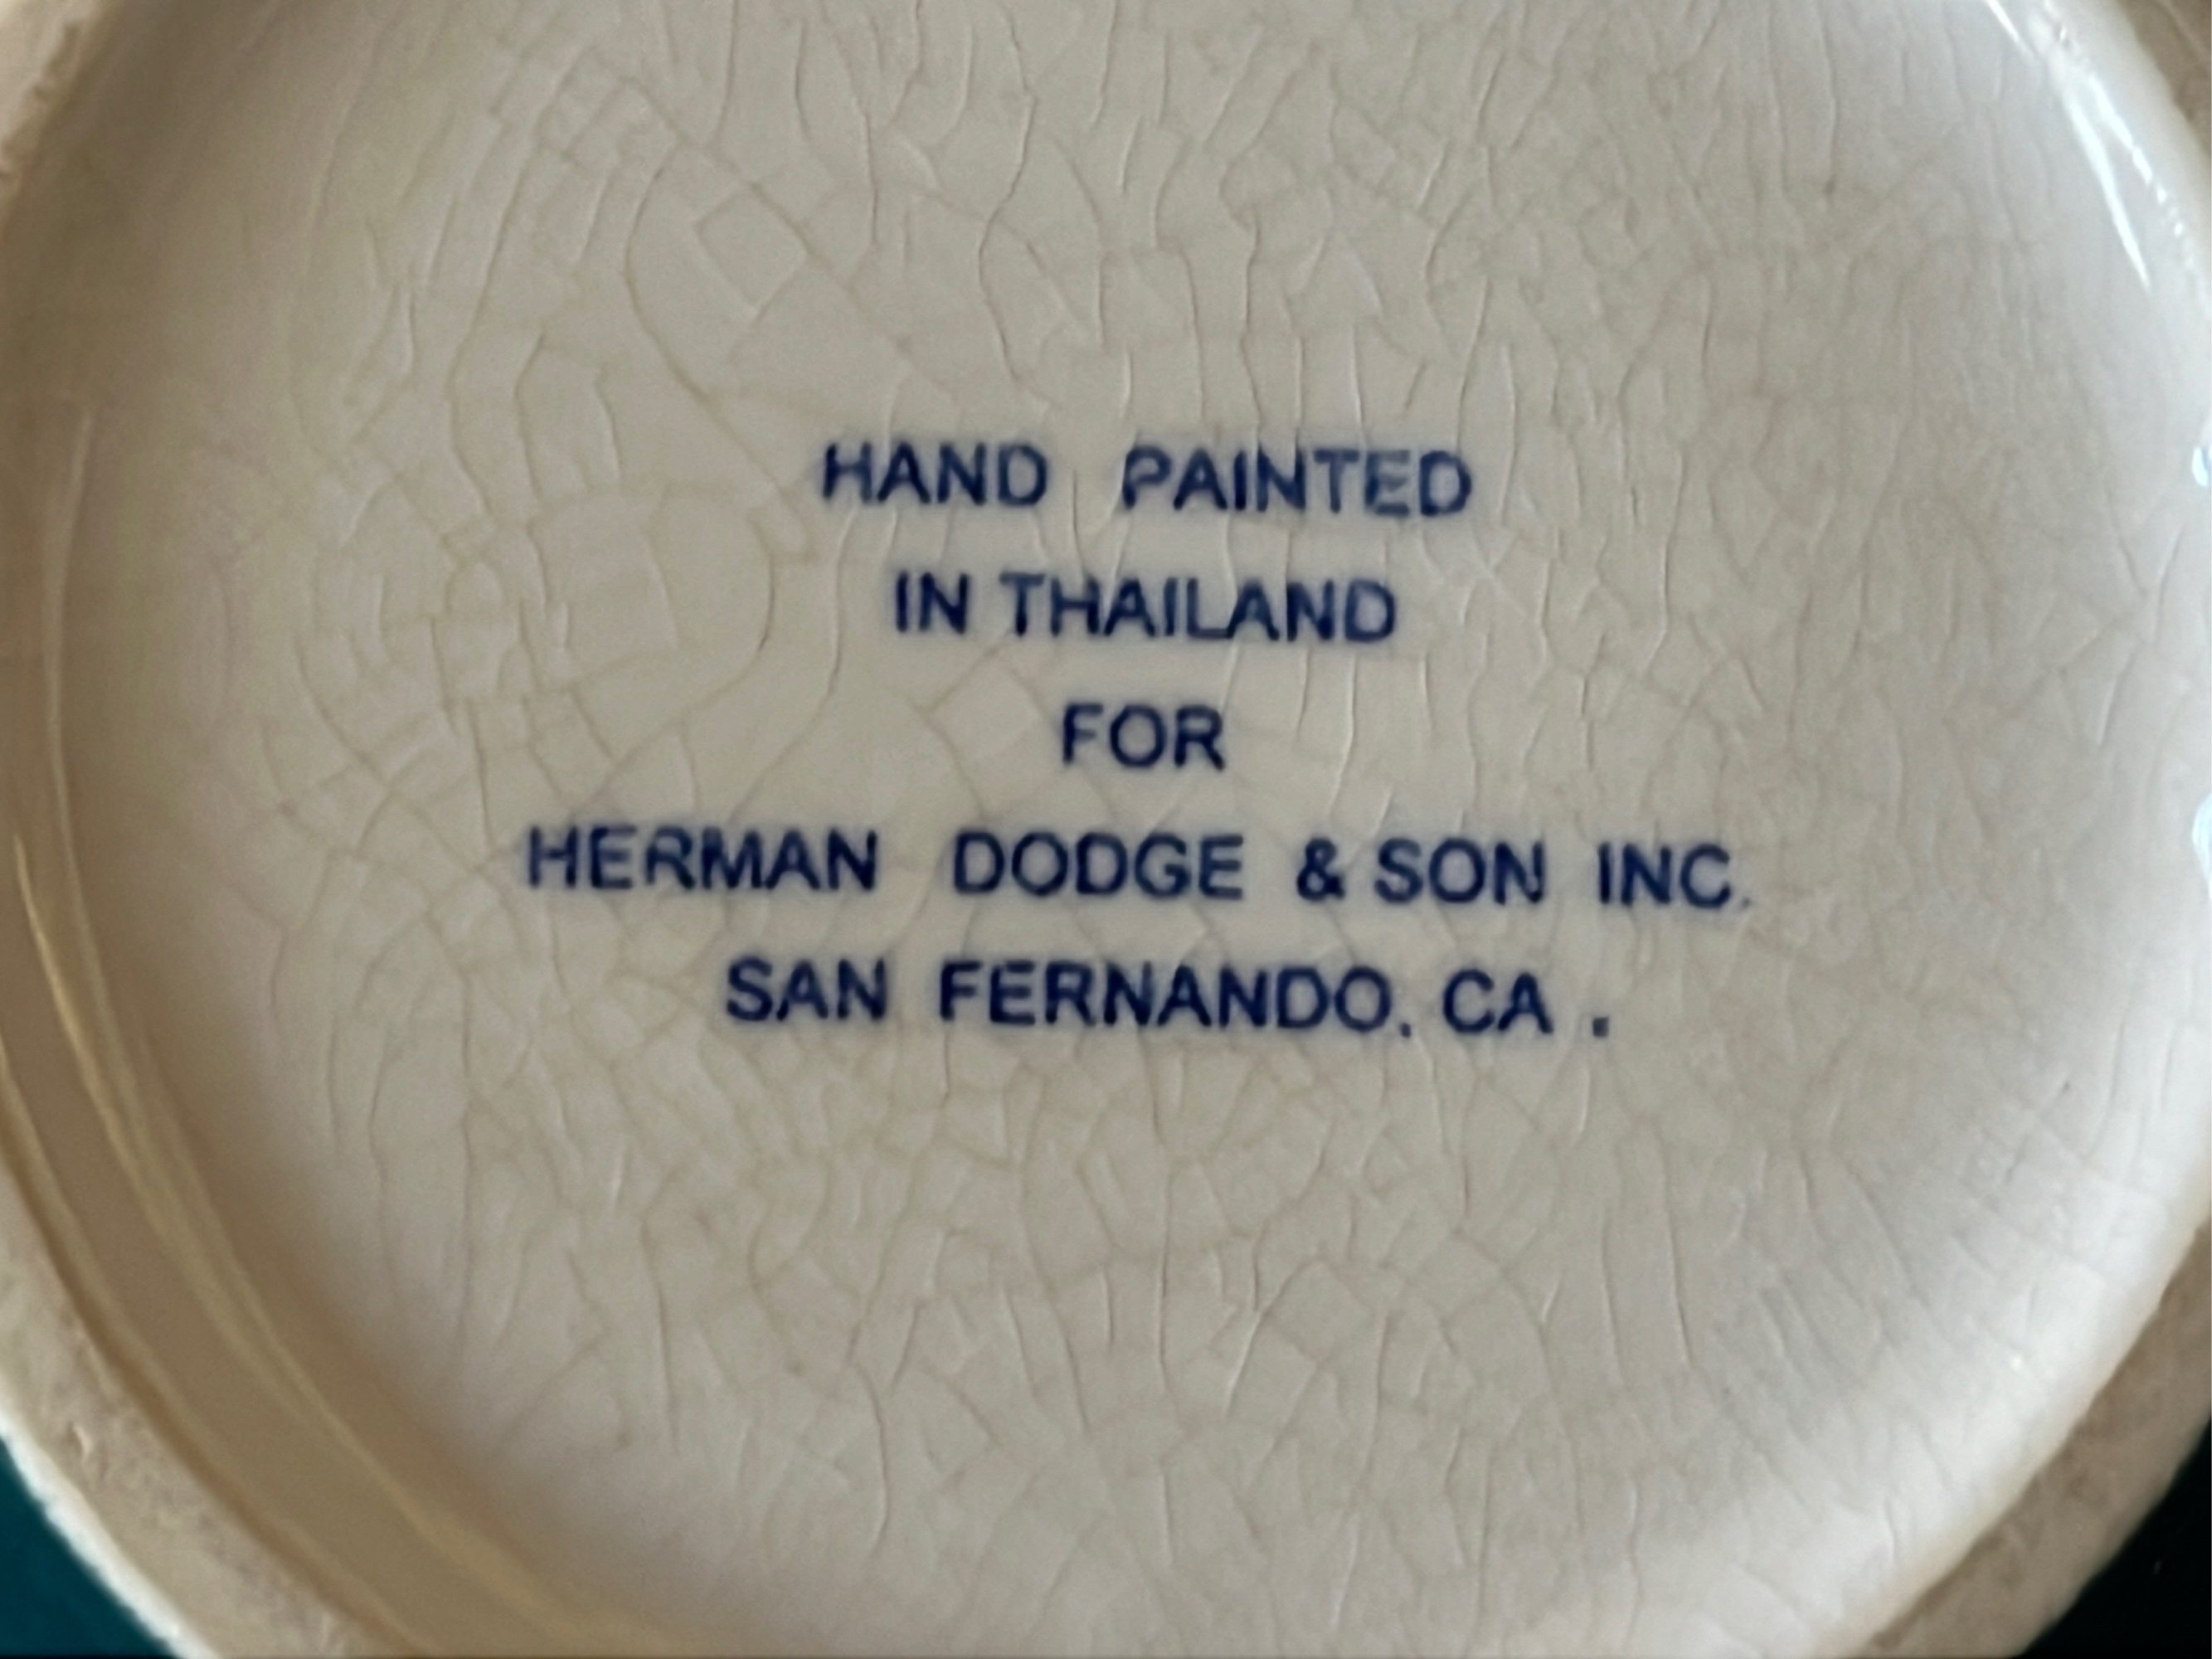 HAND PAINTED
IN THAILAND
FOR
HERMAN DODGE & SON INC.
SAN FERNANDO. CA .